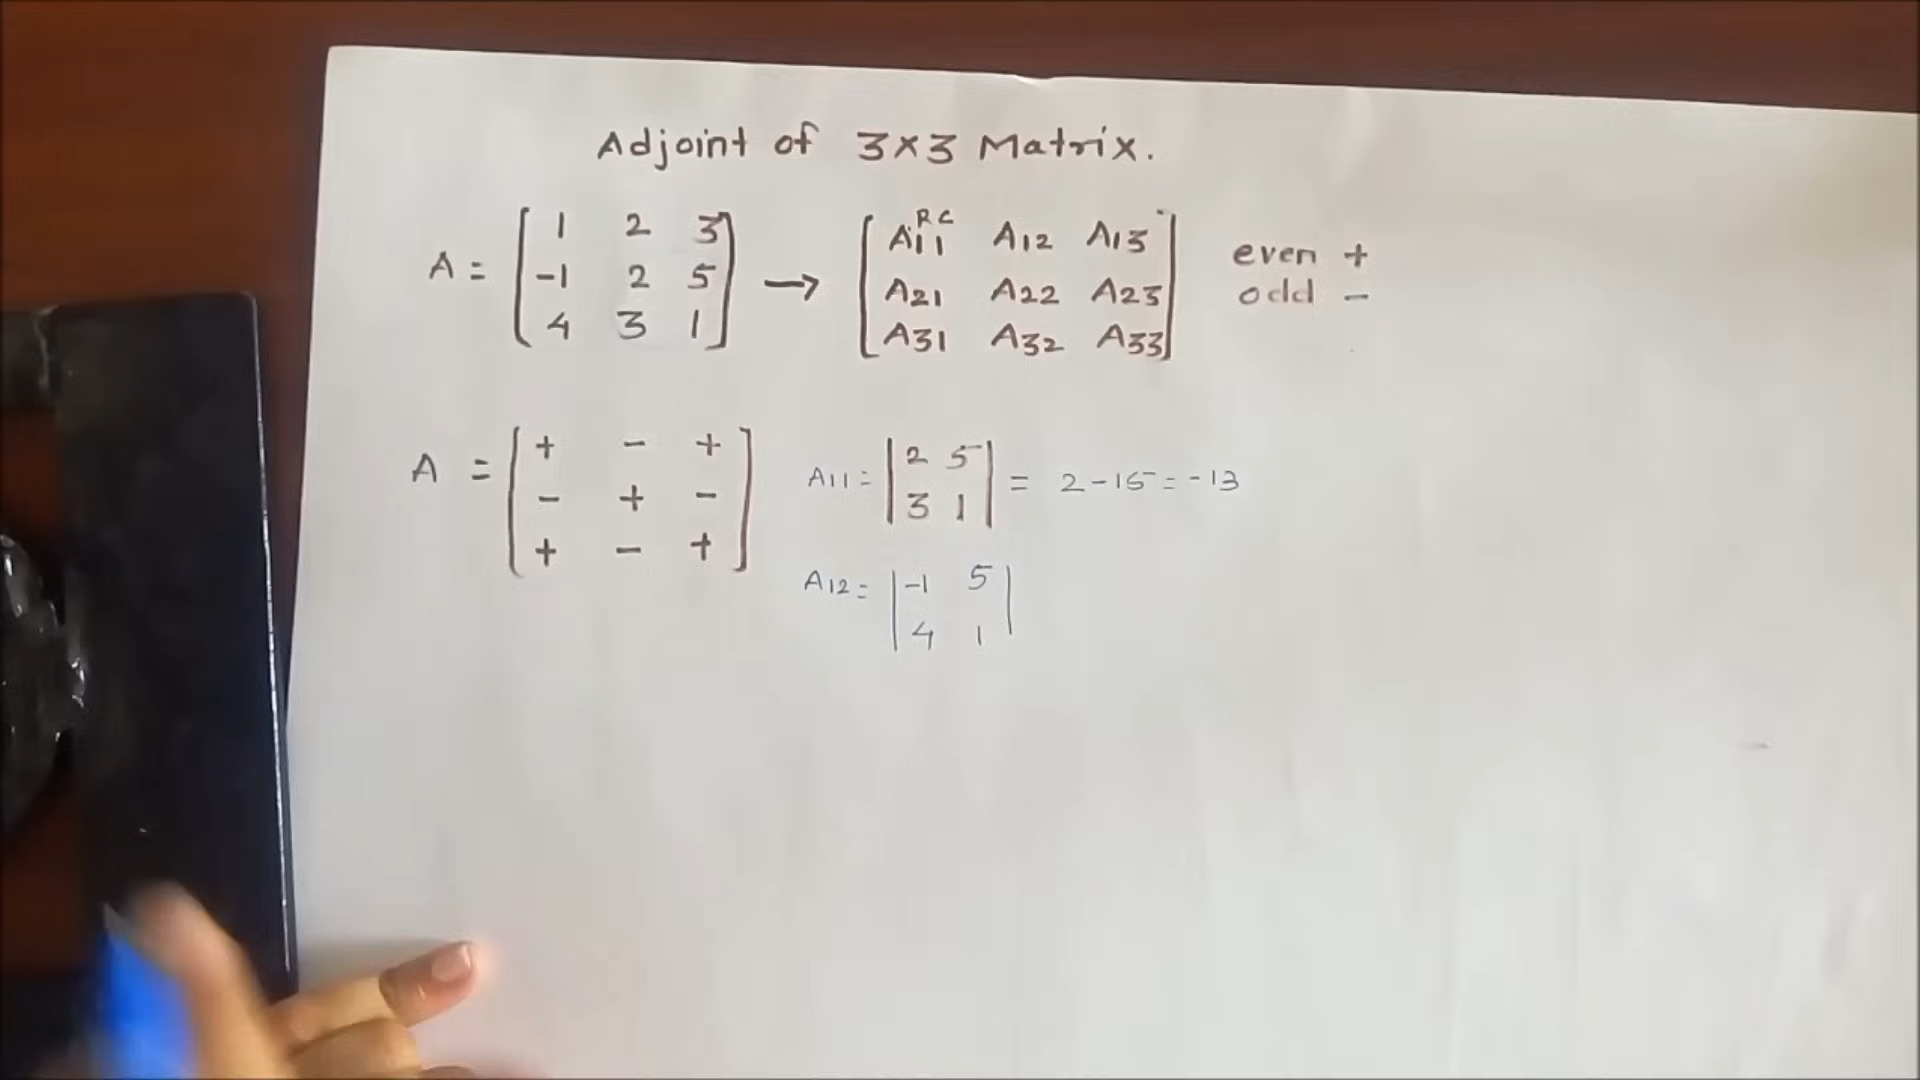 Adjoint of 3×3 Matrix.
A = [ 1 2 3
-1 2 5
4 3 1 ] → [ A11 RC A12 A13
A21 A22 A23
A31 A32 A33 ]
even +
odd -
A = [ + - +
- + -
+ - + ]
A11 = | 2 5
3 1 | = 2-15=-13
A12 = | -1 5
4 1 |